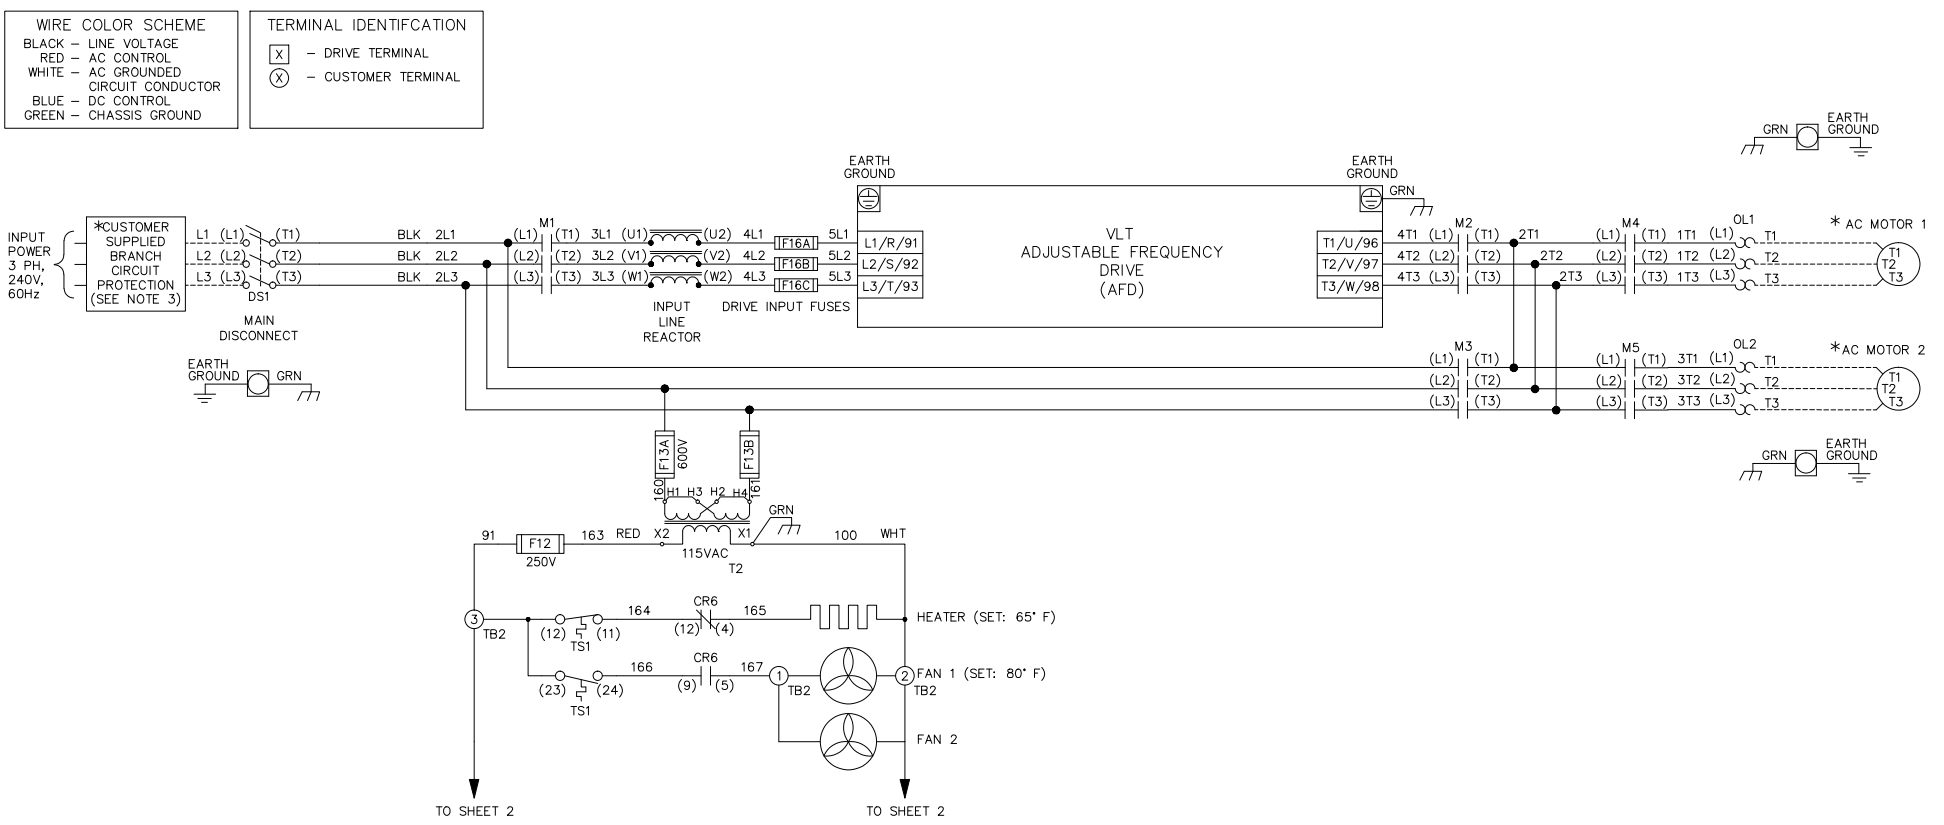 WIRE COLOR SCHEME
BLACK – LINE VOLTAGE
RED – AC CONTROL
WHITE – AC GROUNDED
CIRCUIT CONDUCTOR
BLUE – DC CONTROL
GREEN – CHASSIS GROUND
TERMINAL IDENTIFCATION
X – DRIVE TERMINAL
X – CUSTOMER TERMINAL
GRN
EARTH
GROUND
EARTH
GROUND
EARTH
GROUND
GRN
INPUT
POWER
3 PH,
240V,
60Hz
*CUSTOMER
SUPPLIED
BRANCH
CIRCUIT
PROTECTION
(SEE NOTE 3)
L1 (L1) (T1) BLK 2L1 (L1) M1 (T1) 3L1 (U1) (U2) 4L1 F16A 5L1 L1/R/91
L2 (L2) (T2) BLK 2L2 (L2) (T2) 3L2 (V1) (V2) 4L2 F16B 5L2 L2/S/92
L3 (L3) (T3) BLK 2L3 (L3) (T3) 3L3 (W1) (W2) 4L3 F16C 5L3 L3/T/93
DS1
MAIN
DISCONNECT
INPUT
LINE
REACTOR
DRIVE INPUT FUSES
VLT
ADJUSTABLE FREQUENCY
DRIVE
(AFD)
T1/U/96 4T1 (L1) M2 (T1) 2T1 (L1) M4 (T1) 1T1 (L1) OL1 T1
T2/V/97 4T2 (L2) (T2) 2T2 (L2) (T2) 1T2 (L2) T2
T3/W/98 4T3 (L3) (T3) 2T3 (L3) (T3) 1T3 (L3) T3
* AC MOTOR 1
T1
T2
T3
EARTH
GROUND
GRN
(L1) M3 (T1) (L1) M5 (T1) 3T1 (L1) OL2 T1
(L2) (T2) (L2) (T2) 3T2 (L2) T2
(L3) (T3) (L3) (T3) 3T3 (L3) T3
*AC MOTOR 2
T1
T2
T3
GRN
EARTH
GROUND
F13A
600V
F13B
160
161
H1 H3 H2 H4
GRN
91 F12 163 RED X2 X1 100 WHT
250V
115VAC
T2
3
TB2
(12) (11)
TS1
164
CR6
(12) (4)
165
HEATER (SET: 65° F)
(23) (24)
TS1
166
CR6
(9) (5)
167
1
TB2
2
TB2
FAN 1 (SET: 80° F)
FAN 2
TO SHEET 2
TO SHEET 2